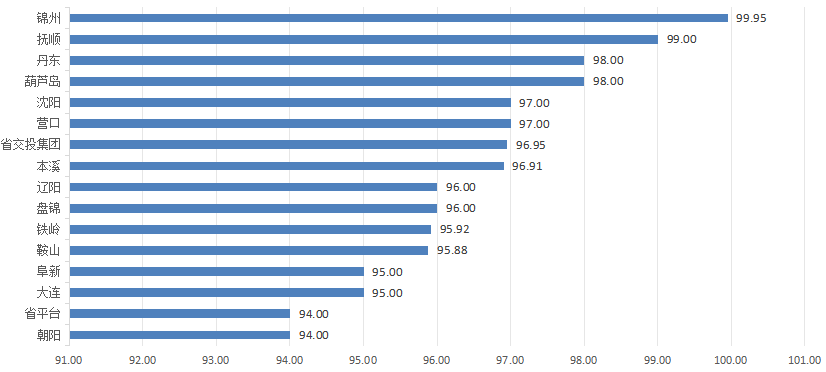 锦州 99.95
抚顺 99.00
丹东 98.00
葫芦岛 98.00
沈阳 97.00
营口 97.00
省交投集团 96.95
本溪 96.91
辽阳 96.00
盘锦 96.00
铁岭 95.92
鞍山 95.88
阜新 95.00
大连 95.00
省平台 94.00
朝阳 94.00
91.00 92.00 93.00 94.00 95.00 96.00 97.00 98.00 99.00 100.00 101.00